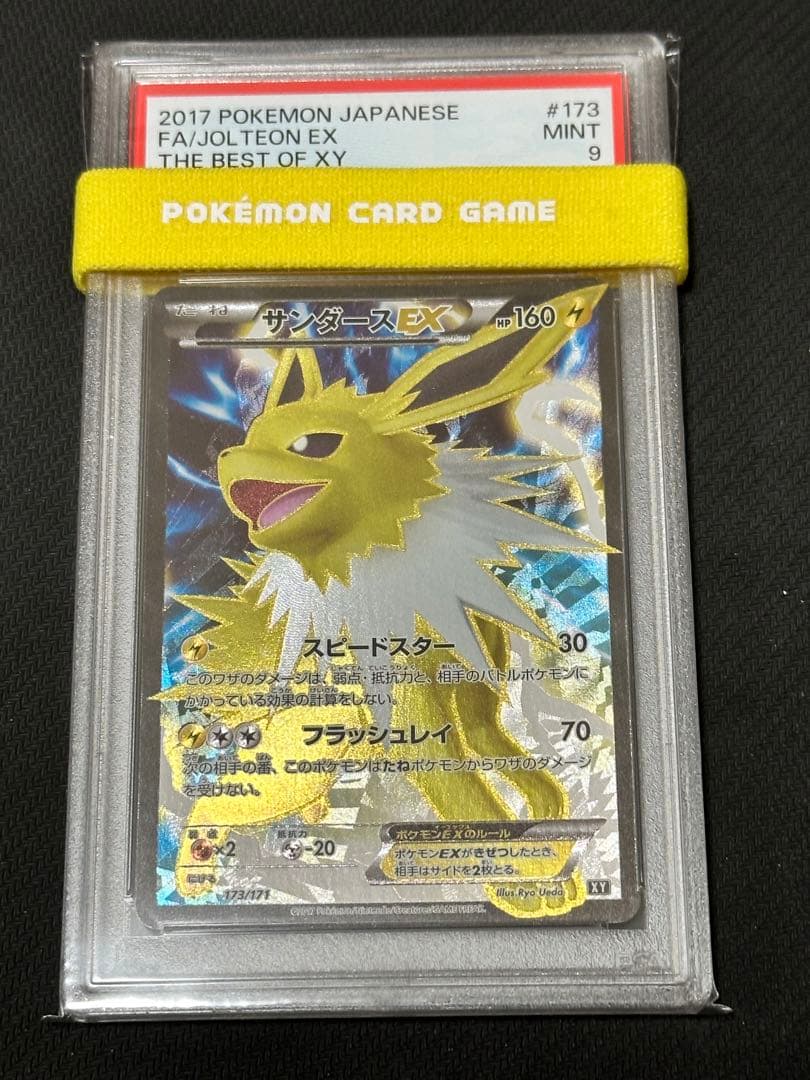 2017 POKEMON JAPANESE #173
FA/JOLTEON EX MINT
THE BEST OF XY 9
POKÉMON CARD GAME
たね サンダースEX HP160
スピードスター 30
このワザのダメージは、弱点・抵抗力と、相手のバトルポケモンに
かかっている効果の計算をしない。
フラッシュレイ 70
次の相手の番、このポケモンはたねポケモンからワザのダメージ
を受けない。
弱点 抵抗力
×2 -20
ポケモンEXのルール
ポケモンEXがきぜつしたとき、
相手はサイドを2枚とる。
にげる
173/171
Illus. Ryo Ueda XY
©2017 Pokémon/Nintendo/Creatures/GAME FREAK.